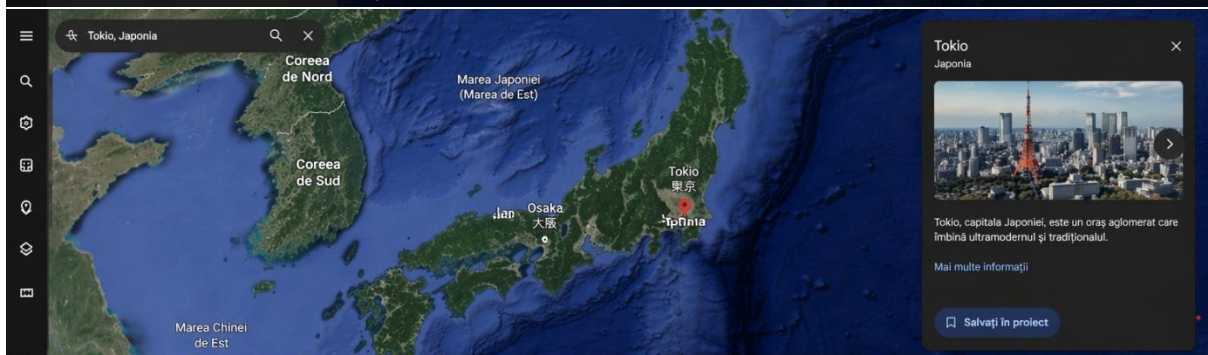 Tokio, Japonia
Coreea
de Nord
Marea Japoniei
(Marea de Est)
Coreea
de Sud
Tokio
東京
Osaka
大阪
Marea Chinei
de Est
Tokio
Japonia
Tokio, capitala Japoniei, este un oraș aglomerat care
îmbină ultramodernul și tradiționalul.
Mai multe informații
Salvați în proiect